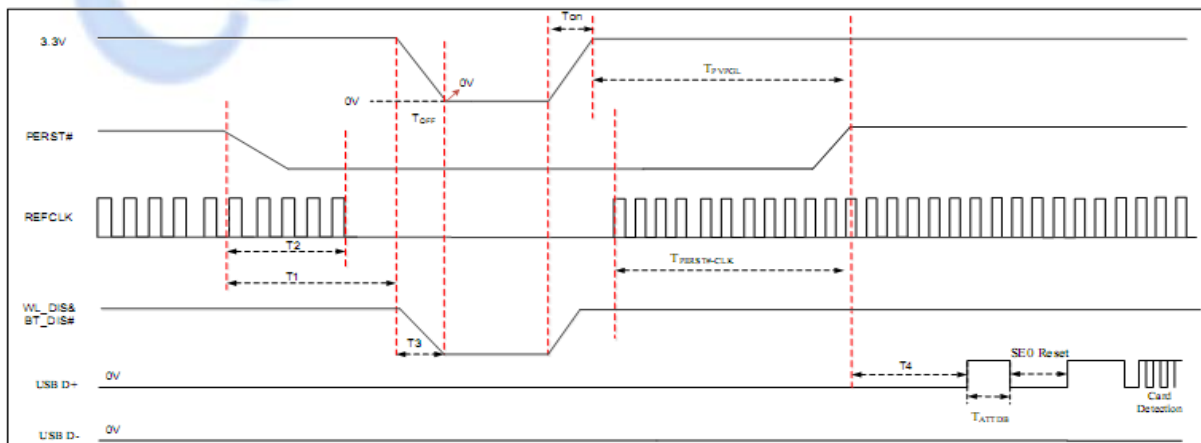 Ton
3.3V
0V
0V
TOFF
TPVPGL
PERST#
REFCLK
T2
T1
TPERST#-CLK
WL_DIS&
BT_DIS#
T3
T4
SE0 Reset
USB D+
0V
TATTDB
Card
Detection
USB D-
0V